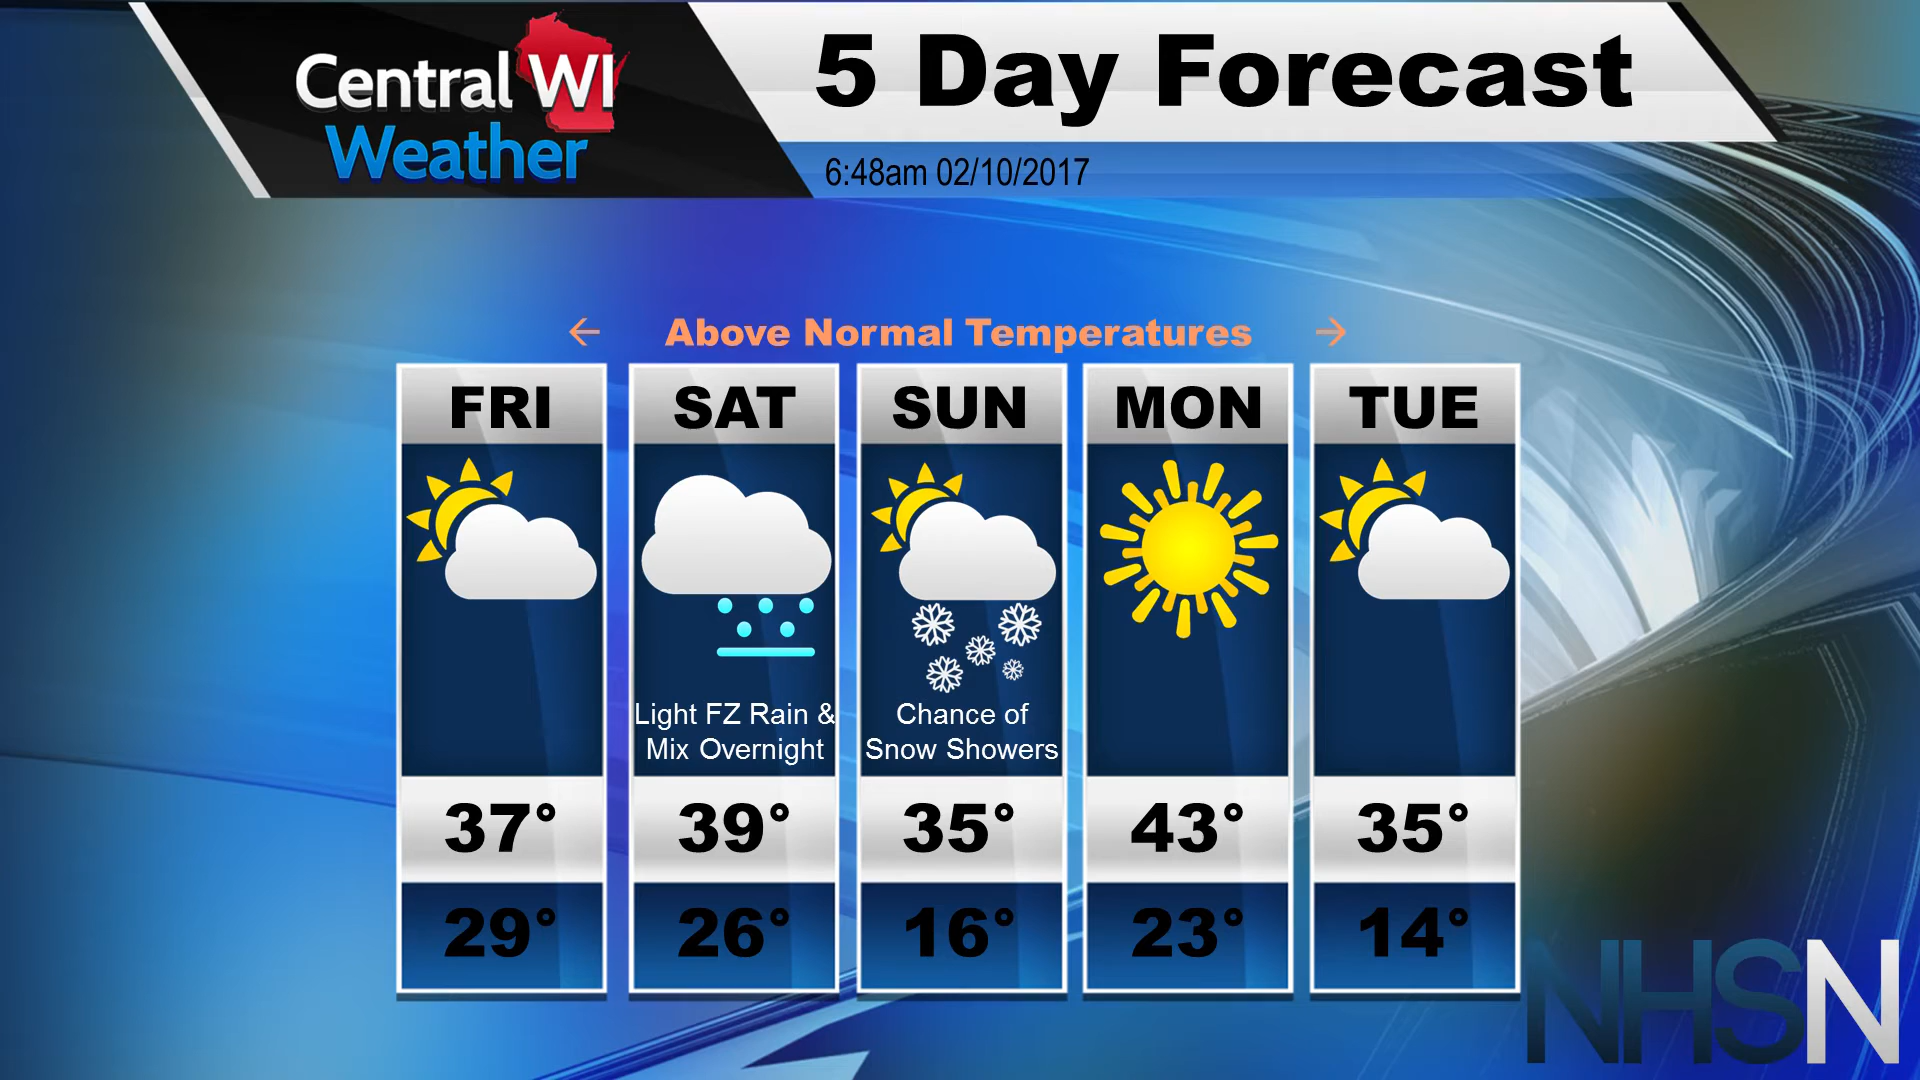 Central WI
Weather
5 Day Forecast
6:48am 02/10/2017
← Above Normal Temperatures →
FRI SAT SUN MON TUE
Light FZ Rain &
Mix Overnight
Chance of
Snow Showers
37° 39° 35° 43° 35°
29° 26° 16° 23° 14°
NHSN